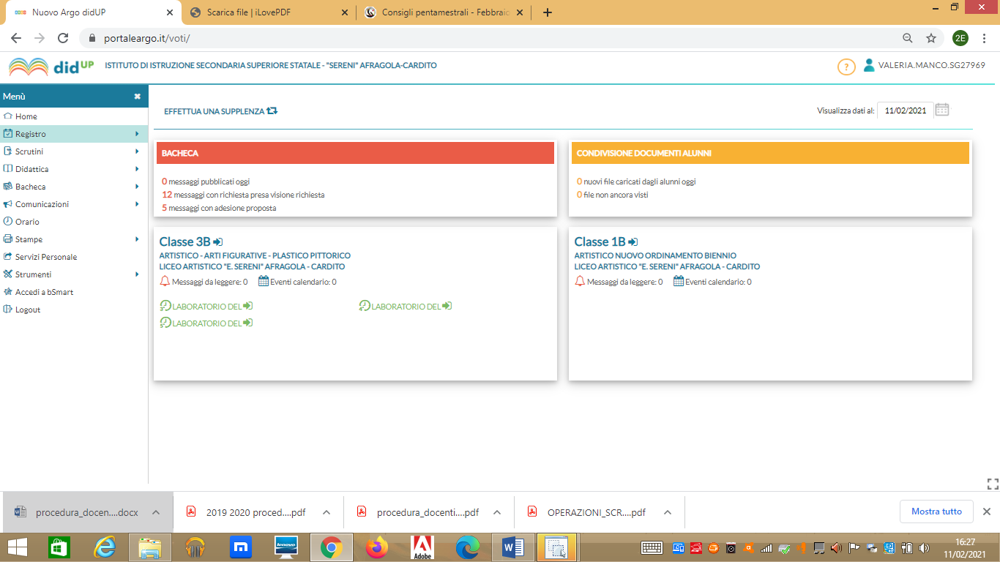 Nuovo Argo didUP
Scarica file | iLovePDF
Consigli pentamestrali - Febbraio
portaleargo.it/voti/
2E
didUP
ISTITUTO DI ISTRUZIONE SECONDARIA SUPERIORE STATALE - "SERENI" AFRAGOLA-CARDITO
?
VALERIA.MANCO.SG27969
Menù
Home
Registro
Scrutini
Didattica
Bacheca
Comunicazioni
Orario
Stampe
Servizi Personale
Strumenti
Accedi a bSmart
Logout
EFFETTUA UNA SUPPLENZA
Visualizza dati al: 11/02/2021
BACHECA
0 messaggi pubblicati oggi
12 messaggi con richiesta presa visione richiesta
5 messaggi con adesione proposta
CONDIVISIONE DOCUMENTI ALUNNI
0 nuovi file caricati dagli alunni oggi
0 file non ancora visti
Classe 3B
ARTISTICO - ARTI FIGURATIVE - PLASTICO PITTORICO
LICEO ARTISTICO "E. SERENI" AFRAGOLA - CARDITO
Messaggi da leggere: 0 Eventi calendario: 0
LABORATORIO DEL
LABORATORIO DEL
LABORATORIO DEL
Classe 1B
ARTISTICO NUOVO ORDINAMENTO BIENNIO
LICEO ARTISTICO "E. SERENI" AFRAGOLA - CARDITO
Messaggi da leggere: 0 Eventi calendario: 0
procedura_docen....docx
2019 2020 proced....pdf
procedura_docenti....pdf
OPERAZIONI_SCR....pdf
Mostra tutto
lenovo
Adobe
16:27
11/02/2021